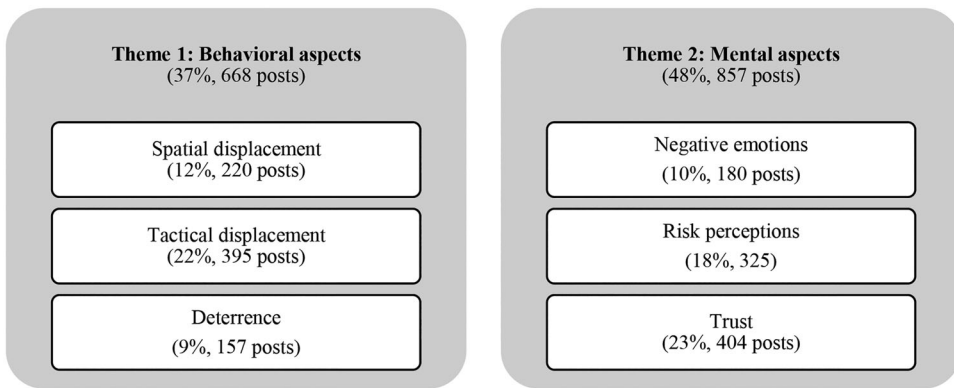 Theme 1: Behavioral aspects
(37%, 668 posts)
Spatial displacement
(12%, 220 posts)
Tactical displacement
(22%, 395 posts)
Deterrence
(9%, 157 posts)
Theme 2: Mental aspects
(48%, 857 posts)
Negative emotions
(10%, 180 posts)
Risk perceptions
(18%, 325)
Trust
(23%, 404 posts)